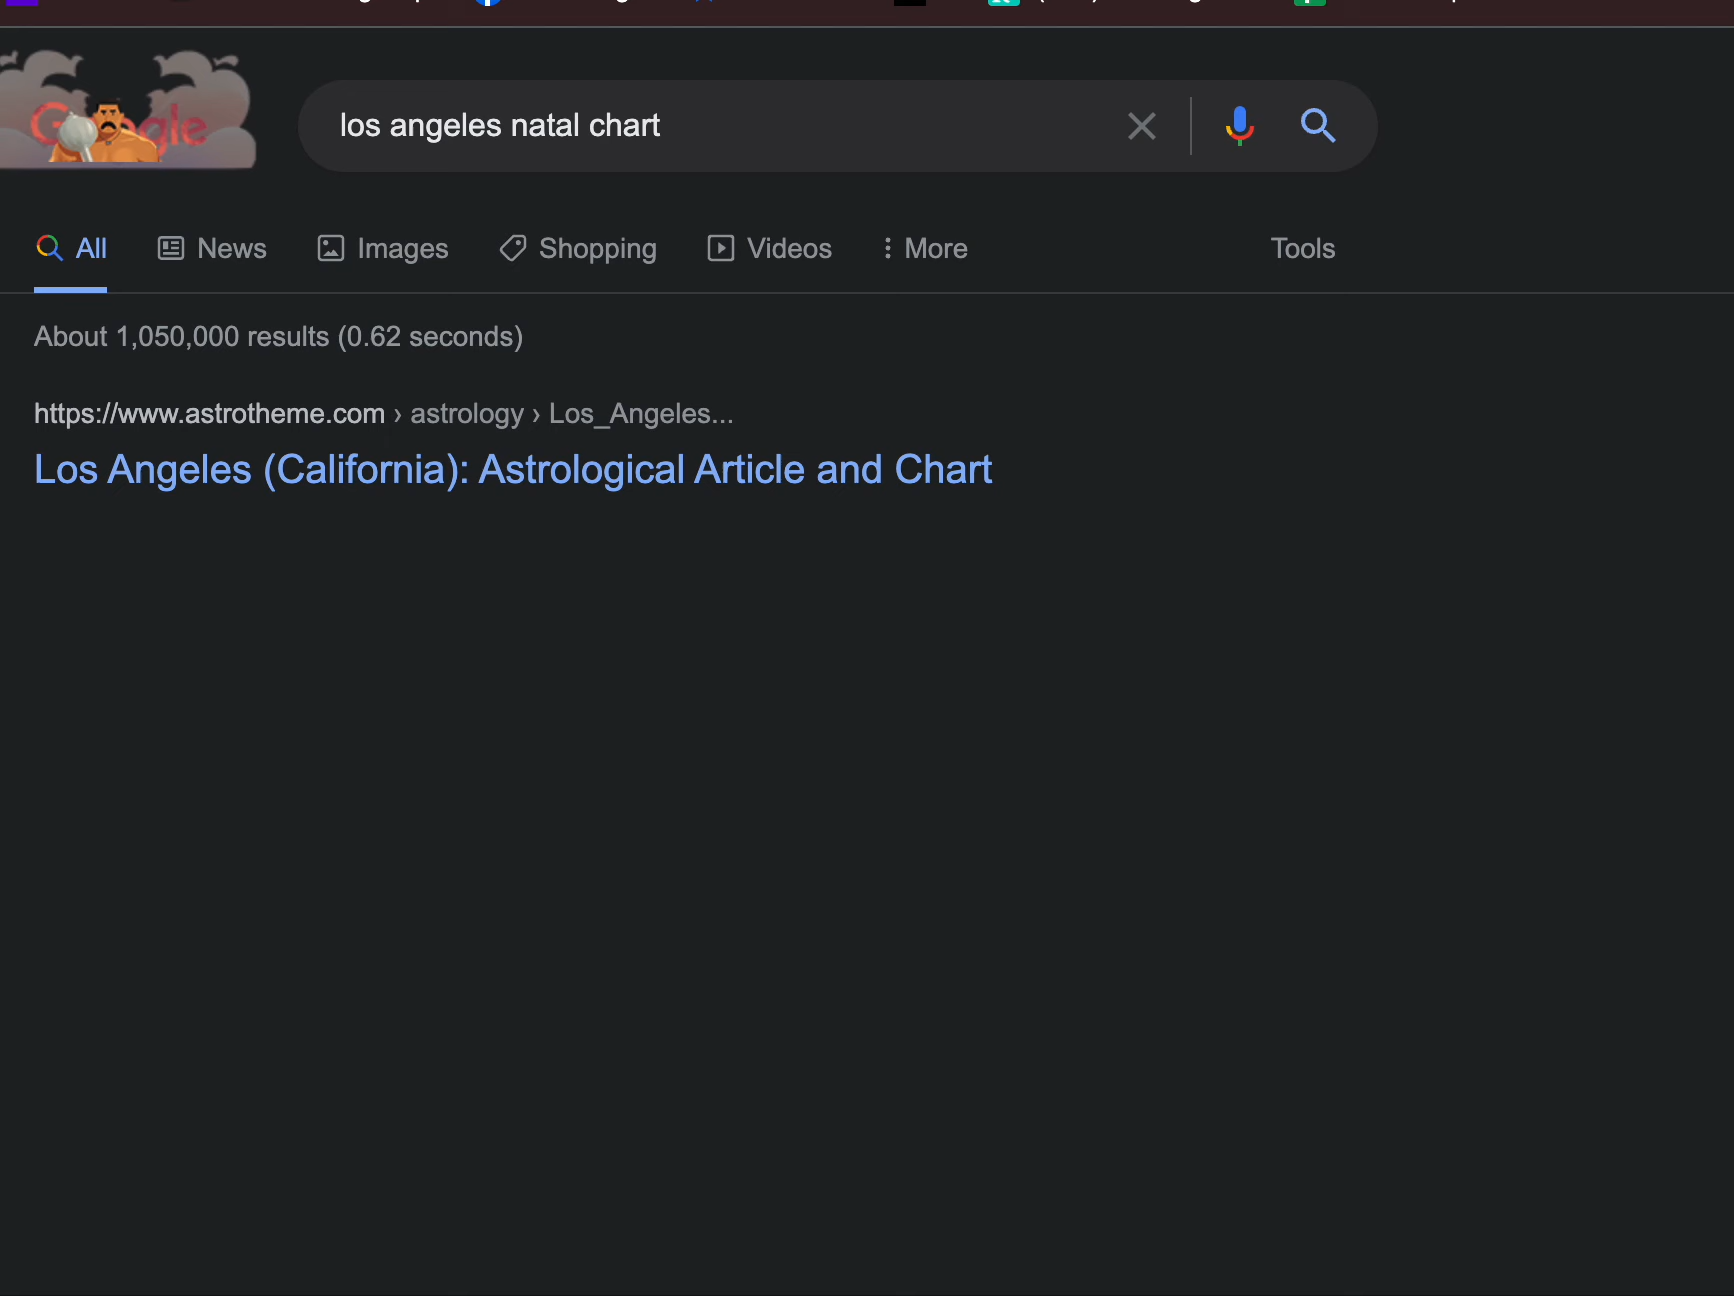 Google
los angeles natal chart
All News Images Shopping Videos More Tools
About 1,050,000 results (0.62 seconds)
https://www.astrotheme.com › astrology › Los_Angeles...
Los Angeles (California): Astrological Article and Chart